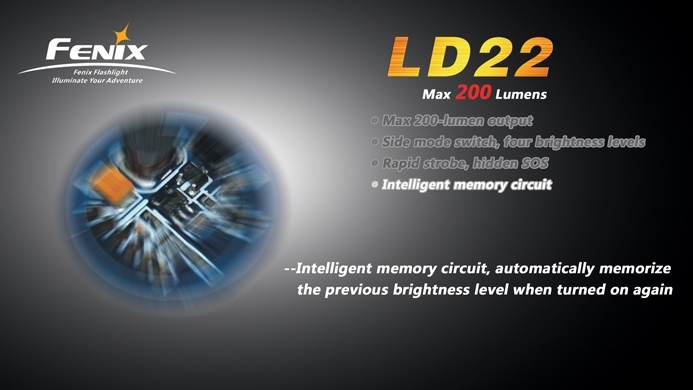 FENIX
Fenix Flashlight
Illuminate Your Adventure
LD22
Max 200 Lumens
• Max 200-lumen output
• Side mode switch, four brightness levels
• Rapid strobe, hidden SOS
• Intelligent memory circuit
--Intelligent memory circuit, automatically memorize
the previous brightness level when turned on again